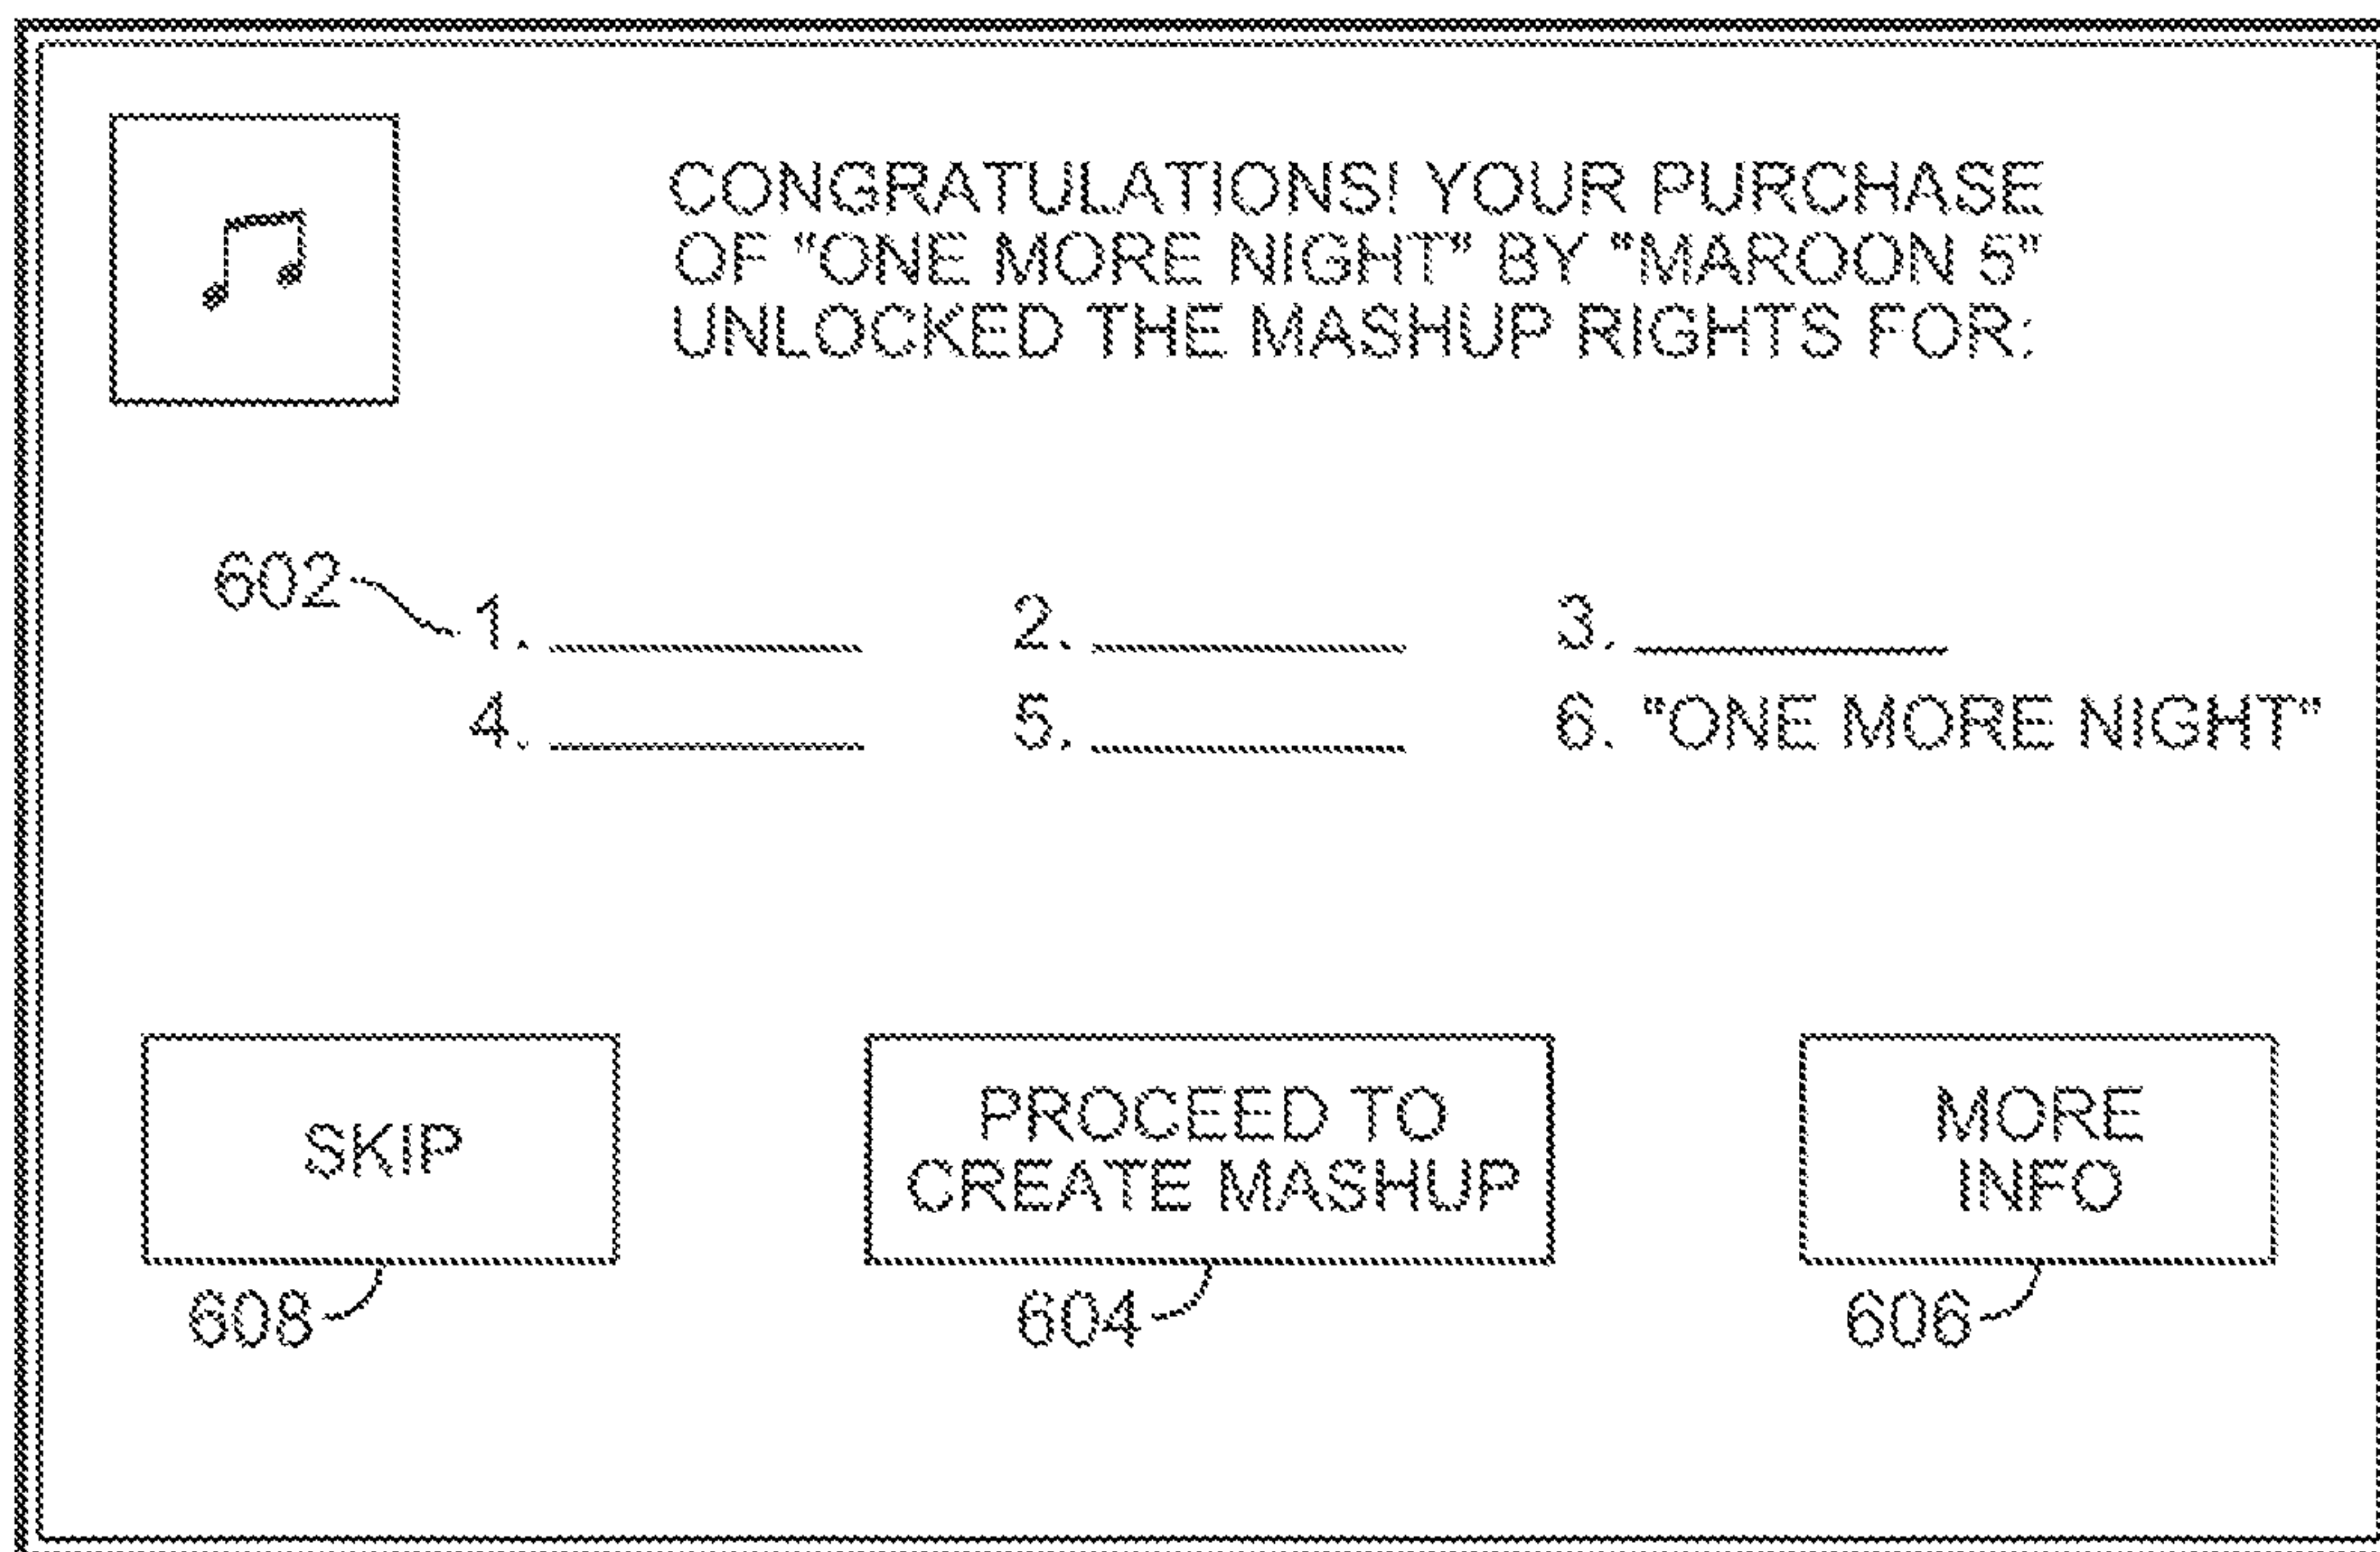 CONGRATULATIONS! YOUR PURCHASE
OF "ONE MORE NIGHT" BY "MAROON 5"
UNLOCKED THE MASHUP RIGHTS FOR:
602
1. 2. 3.
4. 5. 6. "ONE MORE NIGHT"
SKIP
PROCEED TO
CREATE MASHUP
MORE
INFO
608 604 606